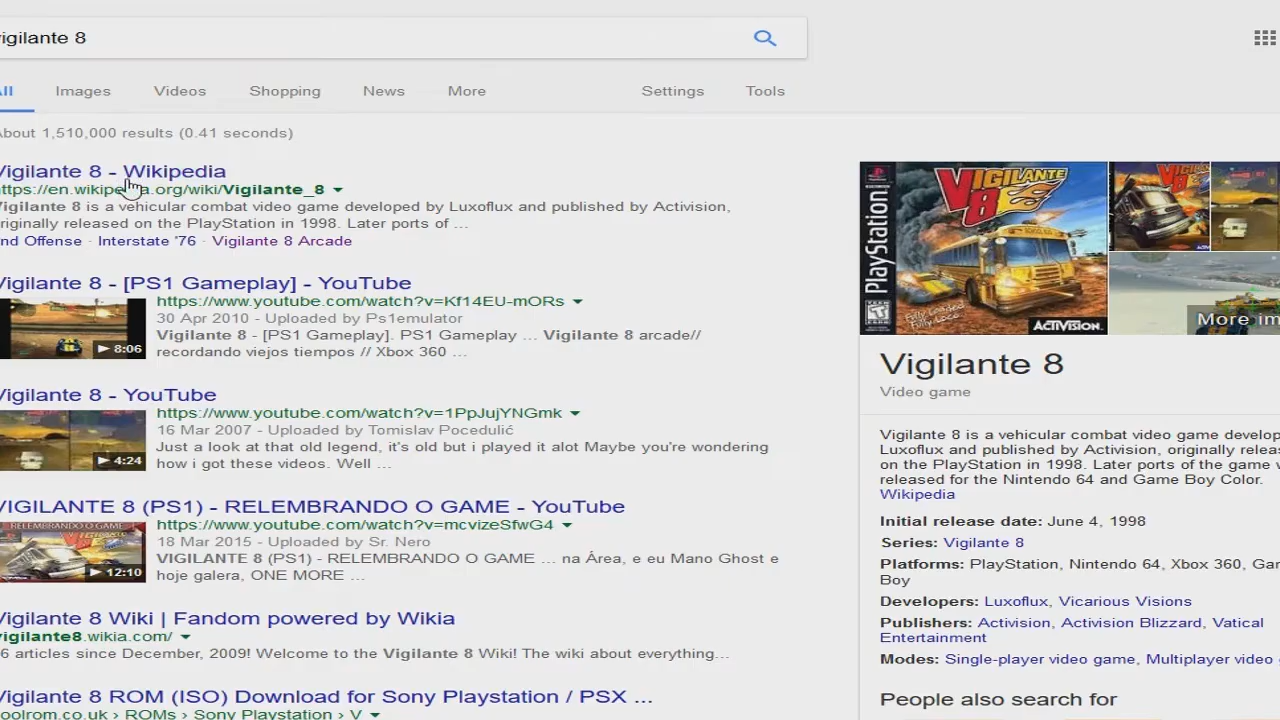 igilante 8
All
Images
Videos
Shopping
News
More
Settings
Tools
About 1,510,000 results (0.41 seconds)
Vigilante 8 - Wikipedia
https://en.wikipedia.org/wiki/Vigilante_8
Vigilante 8 is a vehicular combat video game developed by Luxoflux and published by Activision,
originally released on the PlayStation in 1998. Later ports of ...
nd Offense · Interstate '76 · Vigilante 8 Arcade
Vigilante 8 - [PS1 Gameplay] - YouTube
https://www.youtube.com/watch?v=Kf14EU-mORs
30 Apr 2010 - Uploaded by Ps1emulator
Vigilante 8 - [PS1 Gameplay]. PS1 Gameplay ... Vigilante 8 arcade//
recordando viejos tiempos // Xbox 360 ...
8:06
Vigilante 8 - YouTube
https://www.youtube.com/watch?v=1PpJujYNGmk
16 Mar 2007 - Uploaded by Tomislav Pocedulić
Just a look at that old legend, it's old but i played it alot Maybe you're wondering
how i got these videos. Well ...
4:24
VIGILANTE 8 (PS1) - RELEMBRANDO O GAME - YouTube
https://www.youtube.com/watch?v=mcvizeSfwG4
18 Mar 2015 - Uploaded by Sr. Nero
VIGILANTE 8 (PS1) - RELEMBRANDO O GAME ... na Área, e eu Mano Ghost e
hoje galera, ONE MORE ...
RELEMBRANDO O GAME
12:10
Vigilante 8 Wiki | Fandom powered by Wikia
vigilante8.wikia.com/
6 articles since December, 2009! Welcome to the Vigilante 8 Wiki! The wiki about everything...
Vigilante 8 ROM (ISO) Download for Sony Playstation / PSX ...
oolrom.co.uk › ROMs › Sony Playstation › V
PlayStation
VIGILANTE
8
ACTIVISION.
More im
Vigilante 8
Video game
Vigilante 8 is a vehicular combat video game develop
Luxoflux and published by Activision, originally releas
on the PlayStation in 1998. Later ports of the game w
released for the Nintendo 64 and Game Boy Color.
Wikipedia
Initial release date: June 4, 1998
Series: Vigilante 8
Platforms: PlayStation, Nintendo 64, Xbox 360, Gam
Boy
Developers: Luxoflux, Vicarious Visions
Publishers: Activision, Activision Blizzard, Vatical
Entertainment
Modes: Single-player video game, Multiplayer video g
People also search for